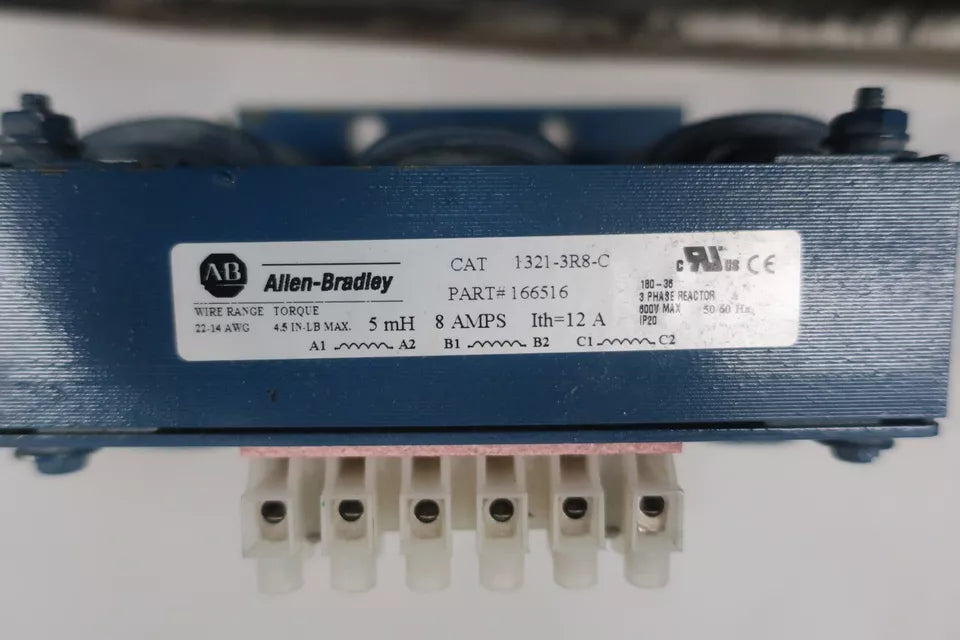 AB
Allen-Bradley
CAT 1321-3R8-C
PART# 166516
WIRE RANGE TORQUE
22-14 AWG 4.5 IN-LB MAX.
5 mH 8 AMPS Ith=12 A
A1 A2 B1 B2 C1 C2
c RU us CE
180-36
3 PHASE REACTOR
600V MAX 50/60 Hz
IP20